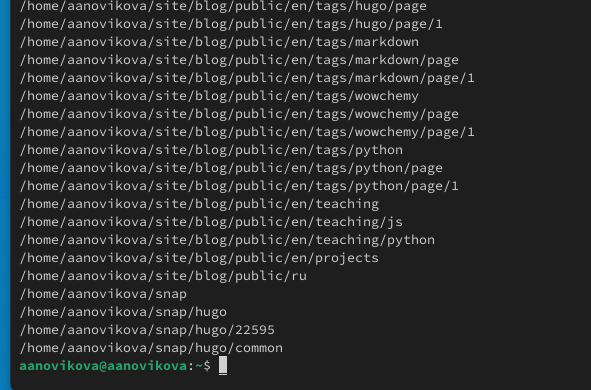 /home/aanovikova/site/blog/public/en/tags/hugo/page
/home/aanovikova/site/blog/public/en/tags/hugo/page/1
/home/aanovikova/site/blog/public/en/tags/markdown
/home/aanovikova/site/blog/public/en/tags/markdown/page
/home/aanovikova/site/blog/public/en/tags/markdown/page/1
/home/aanovikova/site/blog/public/en/tags/wowchemy
/home/aanovikova/site/blog/public/en/tags/wowchemy/page
/home/aanovikova/site/blog/public/en/tags/wowchemy/page/1
/home/aanovikova/site/blog/public/en/tags/python
/home/aanovikova/site/blog/public/en/tags/python/page
/home/aanovikova/site/blog/public/en/tags/python/page/1
/home/aanovikova/site/blog/public/en/teaching
/home/aanovikova/site/blog/public/en/teaching/js
/home/aanovikova/site/blog/public/en/teaching/python
/home/aanovikova/site/blog/public/en/projects
/home/aanovikova/site/blog/public/ru
/home/aanovikova/snap
/home/aanovikova/snap/hugo
/home/aanovikova/snap/hugo/22595
/home/aanovikova/snap/hugo/common
aanovikova@aanovikova:~$